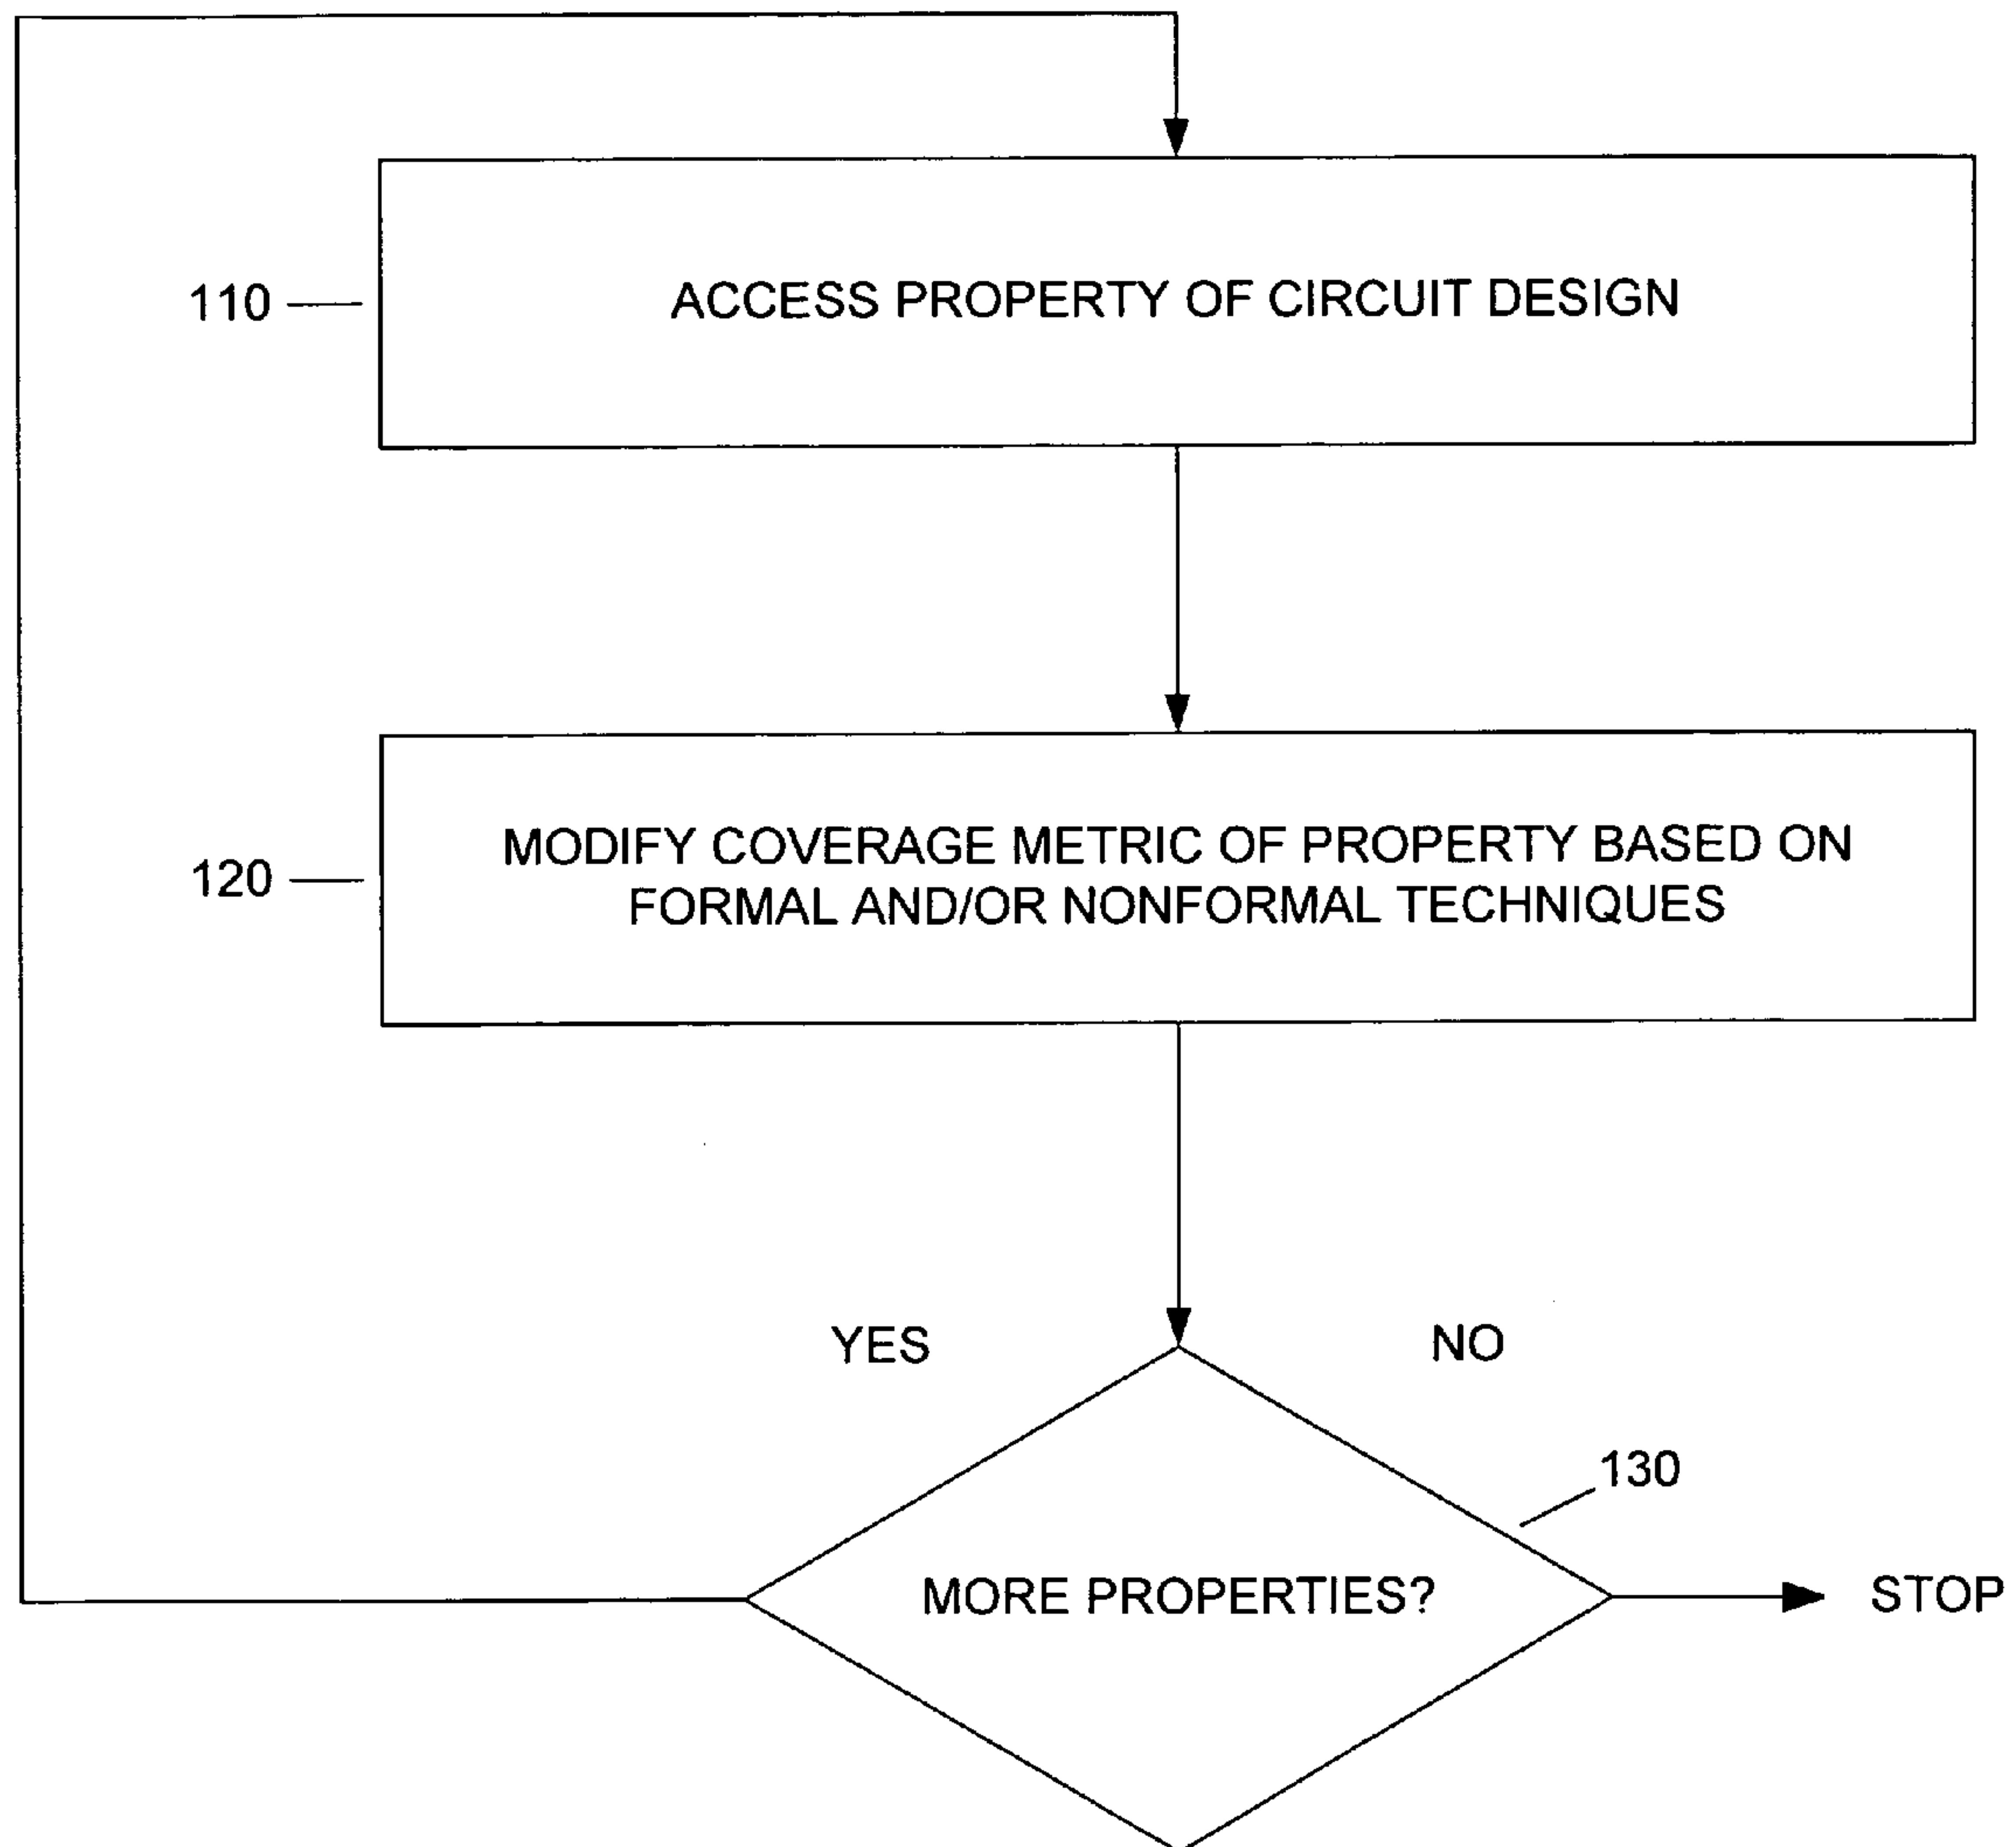 110
ACCESS PROPERTY OF CIRCUIT DESIGN
120
MODIFY COVERAGE METRIC OF PROPERTY BASED ON
FORMAL AND/OR NONFORMAL TECHNIQUES
YES
NO
130
MORE PROPERTIES?
STOP